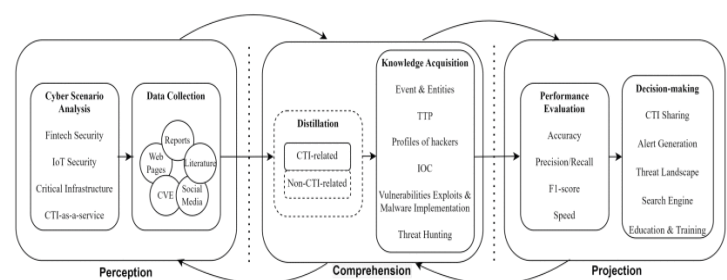 Cyber Scenario
Analysis
Fintech Security
IoT Security
Critical Infrastructure
CTI-as-a-service
Data Collection
Reports
Web
Pages
Literature
CVE
Social
Media
Perception
Distillation
CTI-related
Non-CTI-related
Knowledge Acquisition
Event & Entities
TTP
Profiles of hackers
IOC
Vulnerabilities Exploits &
Malware Implementation
Threat Hunting
Comprehension
Performance
Evaluation
Accuracy
Precision/Recall
F1-score
Speed
Decision-making
CTI Sharing
Alert Generation
Threat Landscape
Search Engine
Education & Training
Projection